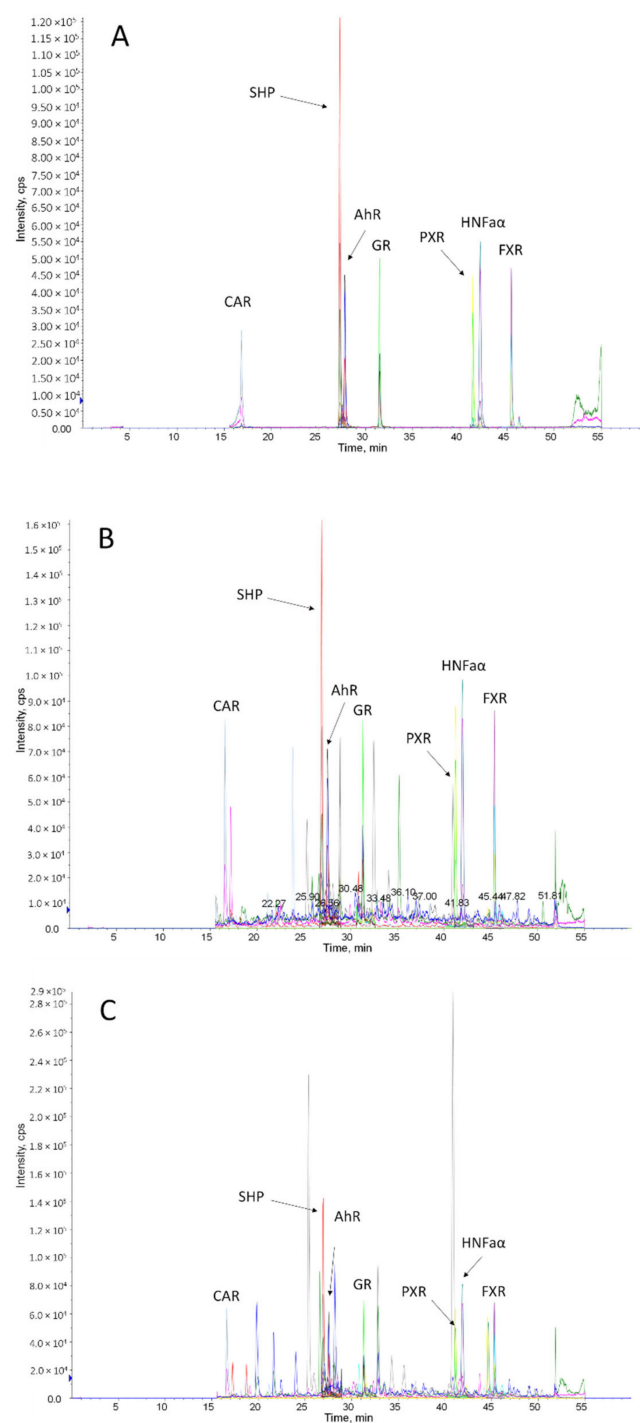 A
1.20 ×10⁵
1.15 ×10⁵
1.10 ×10⁵
1.05 ×10⁵
1.00 ×10⁵
9.50 ×10⁴
9.00 ×10⁴
8.50 ×10⁴
8.00 ×10⁴
7.50 ×10⁴
7.00 ×10⁴
6.50 ×10⁴
6.00 ×10⁴
5.50 ×10⁴
5.00 ×10⁴
4.50 ×10⁴
4.00 ×10⁴
3.50 ×10⁴
3.00 ×10⁴
2.50 ×10⁴
2.00 ×10⁴
1.50 ×10⁴
1.00 ×10⁴
0.50 ×10⁴
0.00
Intensity, cps
SHP
AhR
GR
PXR
HNFaα
FXR
CAR
5 10 15 20 25 30 35 40 45 50 55
Time, min
B
1.6 ×10⁵
1.5 ×10⁵
1.4 ×10⁵
1.3 ×10⁵
1.2 ×10⁵
1.1 ×10⁵
1.0 ×10⁵
9.0 ×10⁴
8.0 ×10⁴
7.0 ×10⁴
6.0 ×10⁴
5.0 ×10⁴
4.0 ×10⁴
3.0 ×10⁴
2.0 ×10⁴
1.0 ×10⁴
0.0
Intensity, cps
SHP
HNFaα
AhR
CAR
GR
FXR
PXR
22.27 25.90 30.48 33.48 36.10 37.00 41.83 45.44 47.82 51.81
5 10 15 20 25 30 35 40 45 50 55
Time, min
C
2.9 ×10⁵
2.8 ×10⁵
2.6 ×10⁵
2.4 ×10⁵
2.2 ×10⁵
2.0 ×10⁵
1.8 ×10⁵
1.6 ×10⁵
1.4 ×10⁵
1.2 ×10⁵
1.0 ×10⁵
8.0 ×10⁴
6.0 ×10⁴
4.0 ×10⁴
2.0 ×10⁴
0.0
Intensity, cps
SHP
AhR
HNFaα
CAR
GR
PXR
FXR
5 10 15 20 25 30 35 40 45 50 55
Time, min